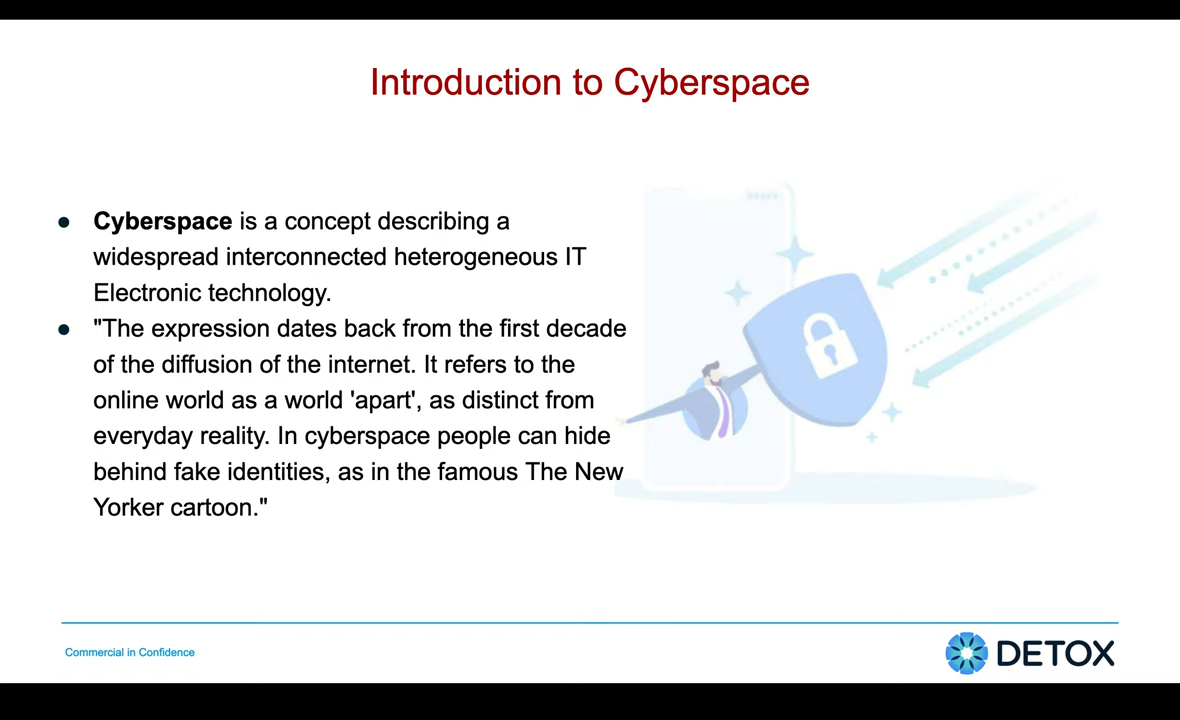 Introduction to Cyberspace
● Cyberspace is a concept describing a
widespread interconnected heterogeneous IT
Electronic technology.
● "The expression dates back from the first decade
of the diffusion of the internet. It refers to the
online world as a world 'apart', as distinct from
everyday reality. In cyberspace people can hide
behind fake identities, as in the famous The New
Yorker cartoon."
Commercial in Confidence
DETOX